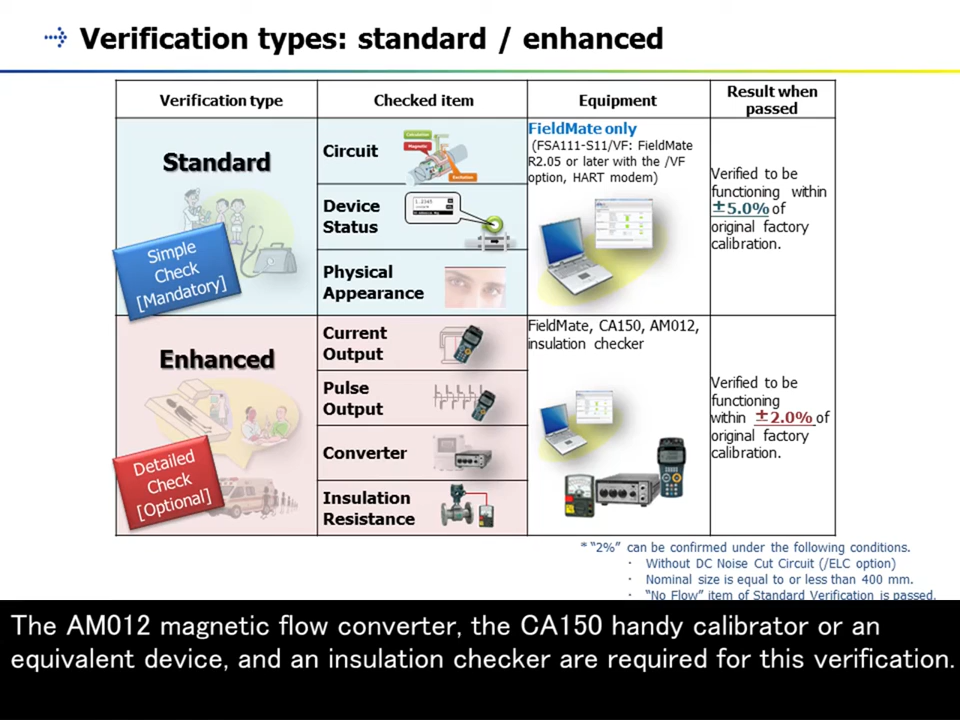 Verification types: standard / enhanced
Verification type
Checked item
Equipment
Result when
passed
Standard
Simple
Check
[Mandatory]
Circuit
Device
Status
Physical
Appearance
FieldMate only
(FSA111-S11/VF: FieldMate
R2.05 or later with the /VF
option, HART modem)
Verified to be
functioning within
±5.0% of
original factory
calibration.
Enhanced
Detailed
Check
[Optional]
Current
Output
Pulse
Output
Converter
Insulation
Resistance
FieldMate, CA150, AM012,
insulation checker
Verified to be
functioning
within ±2.0% of
original factory
calibration.
* “2%” can be confirmed under the following conditions.
· Without DC Noise Cut Circuit (/ELC option)
· Nominal size is equal to or less than 400 mm.
· “No Flow” item of Standard Verification is passed.
The AM012 magnetic flow converter, the CA150 handy calibrator or an
equivalent device, and an insulation checker are required for this verification.